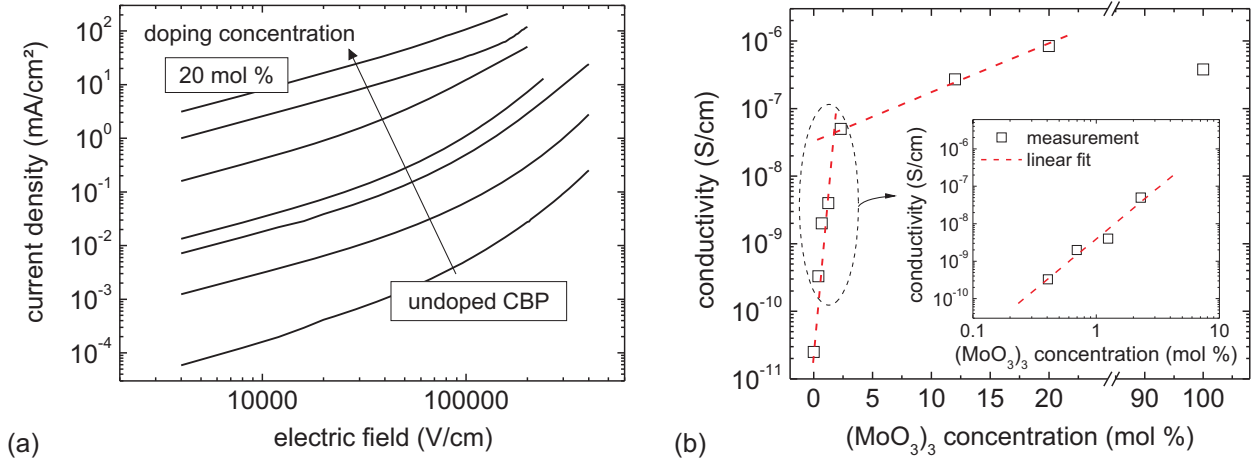 10²
10¹
10⁰
10⁻¹
10⁻²
10⁻³
10⁻⁴
current density (mA/cm²)
doping concentration
20 mol %
undoped CBP
10000
100000
electric field (V/cm)
(a)
10⁻⁶
10⁻⁷
10⁻⁸
10⁻⁹
10⁻¹⁰
10⁻¹¹
conductivity (S/cm)
0
5
10
15
20
90
100
(MoO₃)₃ concentration (mol %)
(b)
measurement
linear fit
10⁻⁶
10⁻⁷
10⁻⁸
10⁻⁹
10⁻¹⁰
conductivity (S/cm)
0.1
1
10
(MoO₃)₃ concentration (mol %)